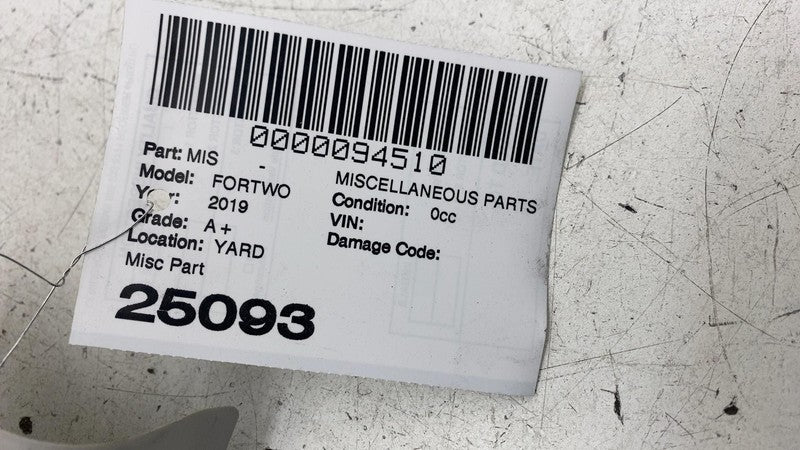 0000094510
Part: MIS - MISCELLANEOUS PARTS
Model: FORTWO Condition: 0cc
Year: 2019 VIN:
Grade: A+ Damage Code:
Location: YARD
Misc Part
25093